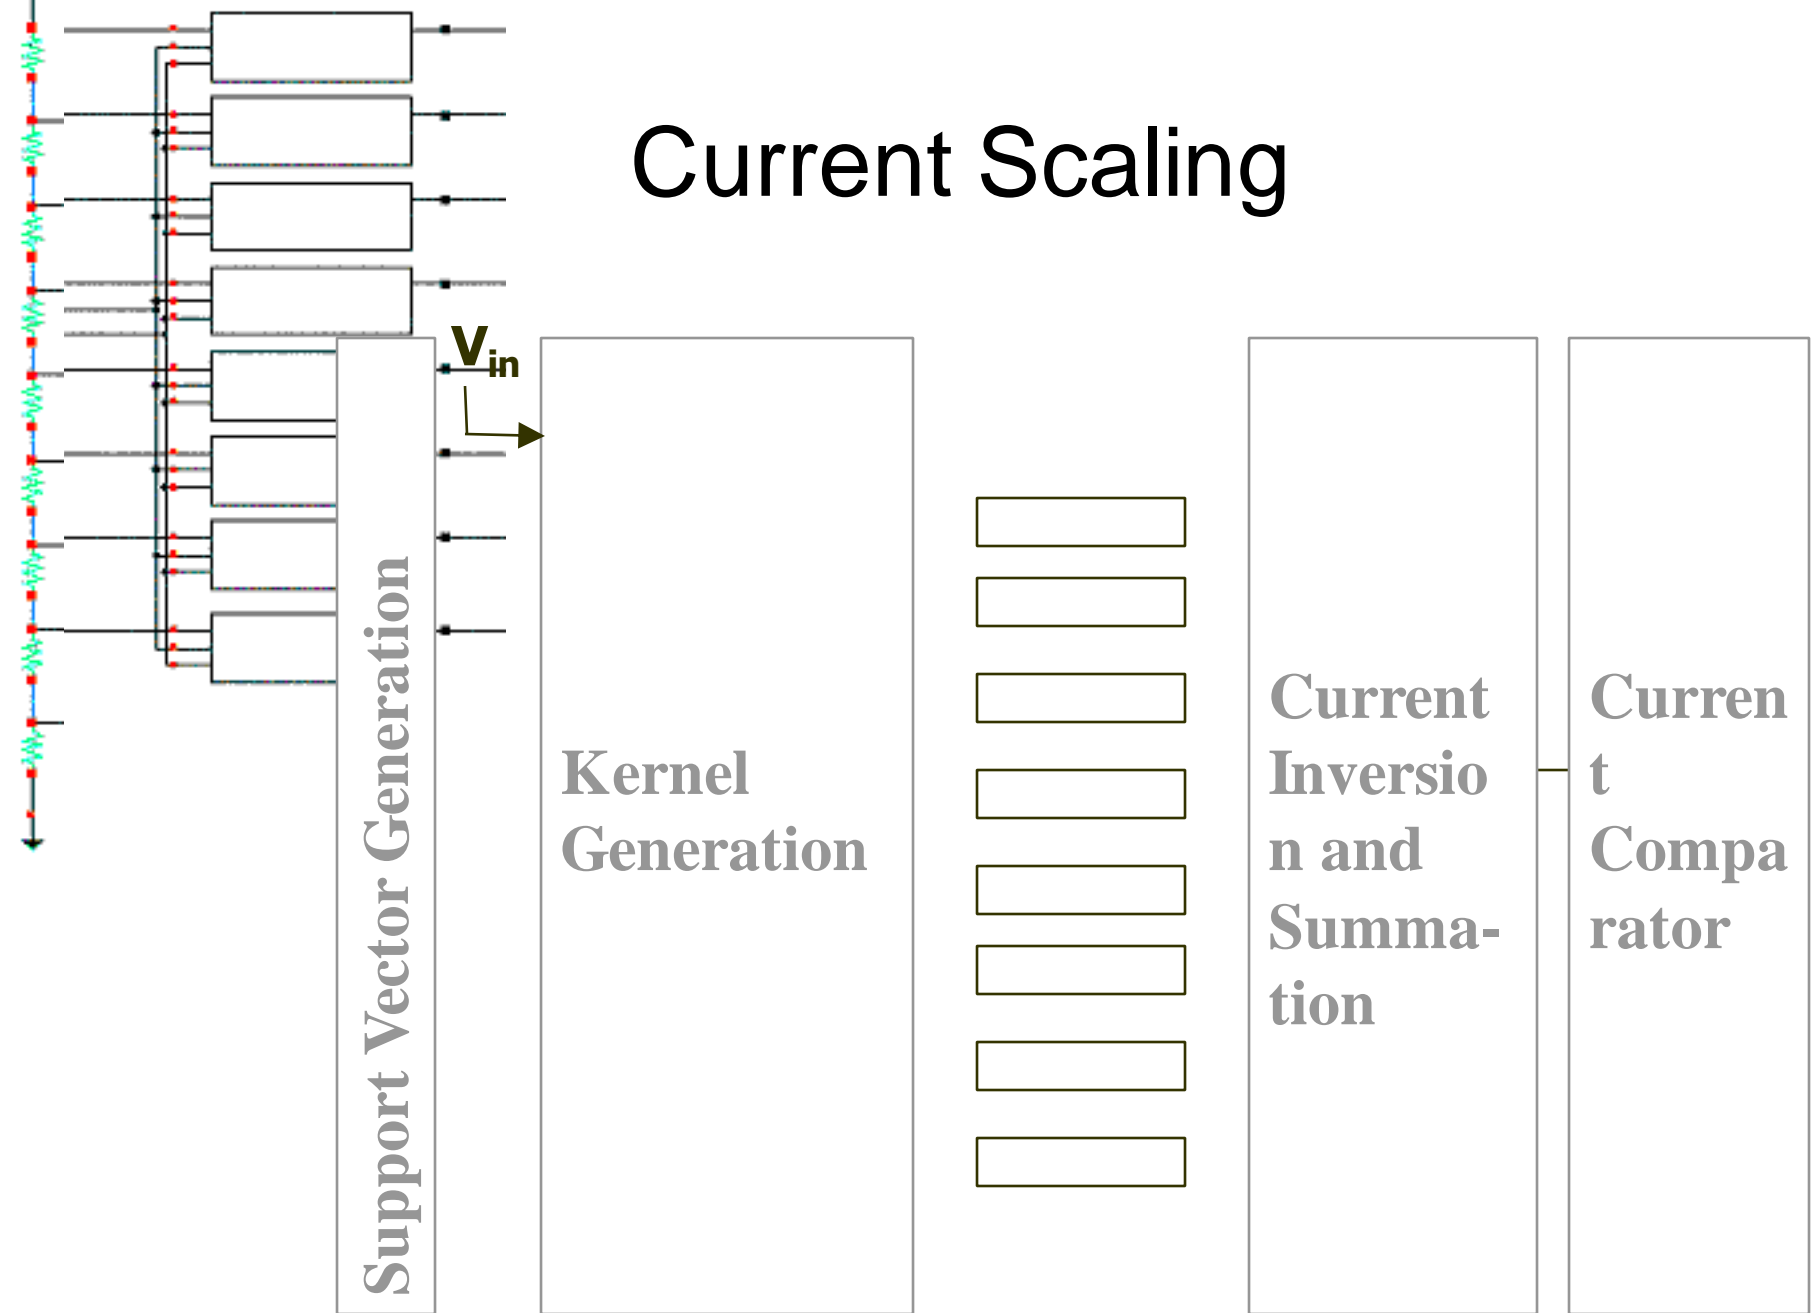 Current Scaling
Vin
Support Vector Generation
Kernel
Generation
Current
Inversio
n and
Summa-
tion
Curren
t
Compa
rator